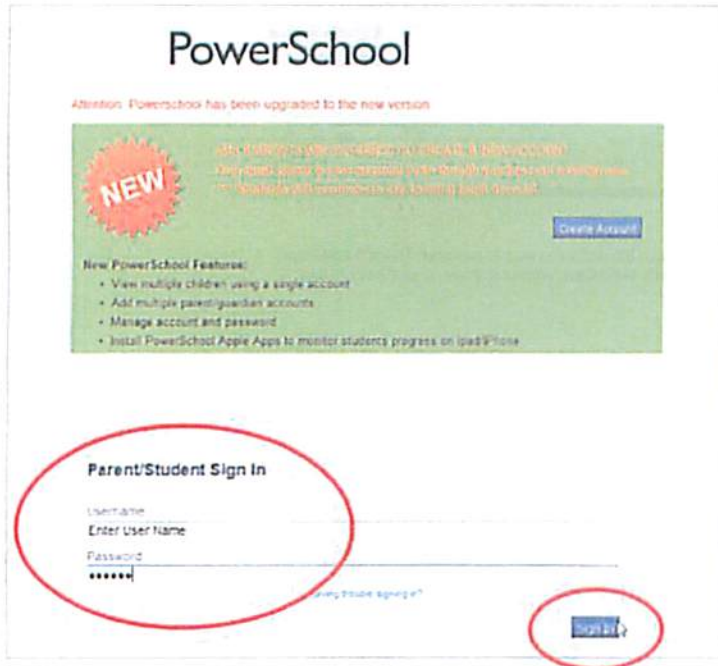 PowerSchool
Attention: Powerschool has been upgraded to the new version
NEW
Create Account
New PowerSchool Features:
• View multiple children using a single account
• Add multiple parent/guardian accounts
• Manage account and password
• Install PowerSchool Apple Apps to monitor students progress on ipad/iPhone
Parent/Student Sign In
Username
Enter User Name
Password
Having trouble signing in?
Sign In